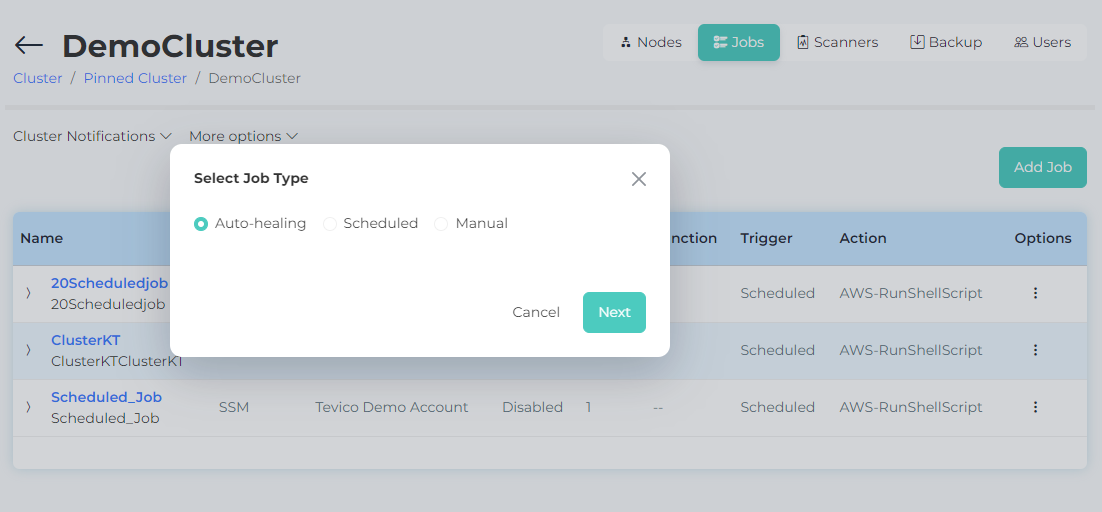 DemoCluster
Nodes Jobs Scanners Backup Users
Cluster / Pinned Cluster / DemoCluster
Cluster Notifications More options
Add Job
Select Job Type
Auto-healing Scheduled Manual
Cancel Next
Name Trigger Action Options
20Scheduledjob
20Scheduledjob
Scheduled AWS-RunShellScript
ClusterKT
ClusterKTClusterKT
Scheduled AWS-RunShellScript
Scheduled_Job
Scheduled_Job
SSM Tevico Demo Account Disabled 1 -- Scheduled AWS-RunShellScript